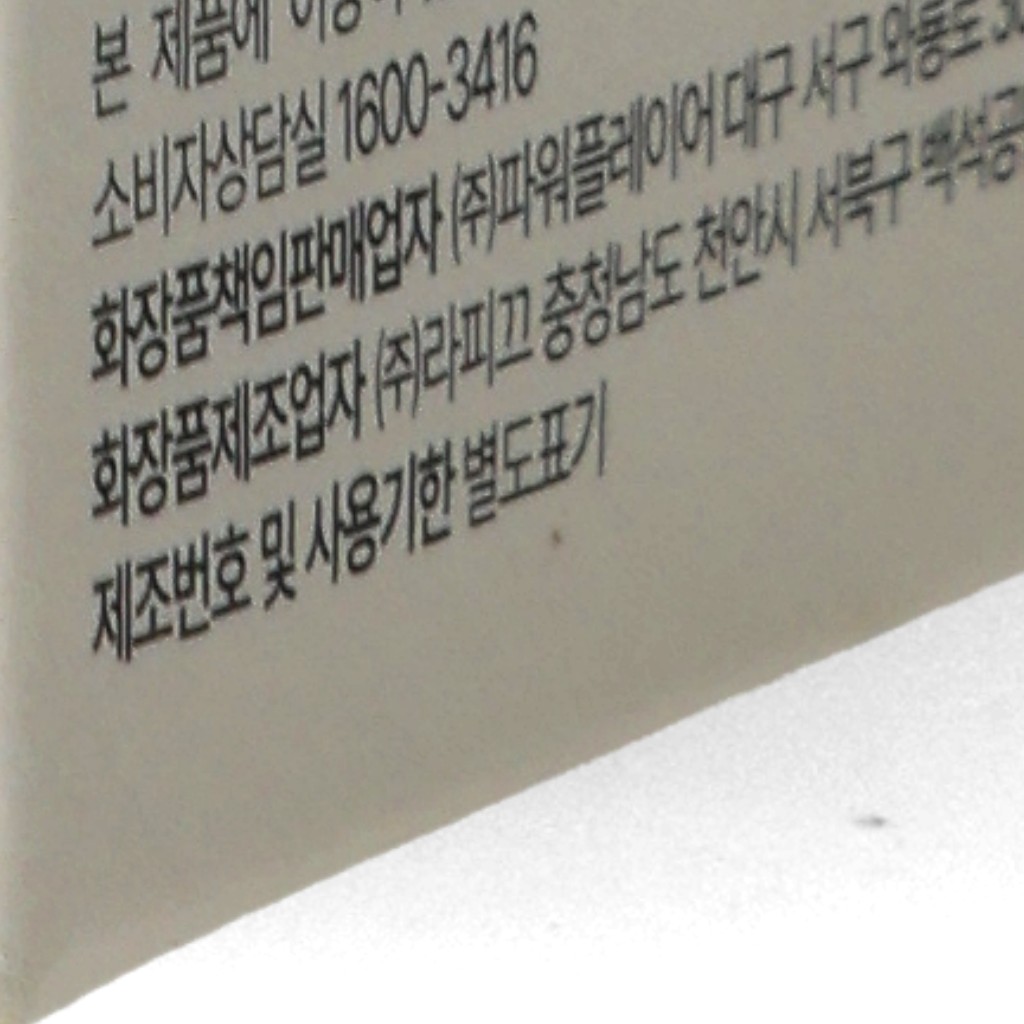 본 제품에
소비자상담실 1600-3416
화장품책임판매업자 (주)파워플레이어 대구 서구 와룡로
화장품제조업자 (주)라피끄 충청남도 천안시 서북구 백석공
제조번호 및 사용기한 별도표기